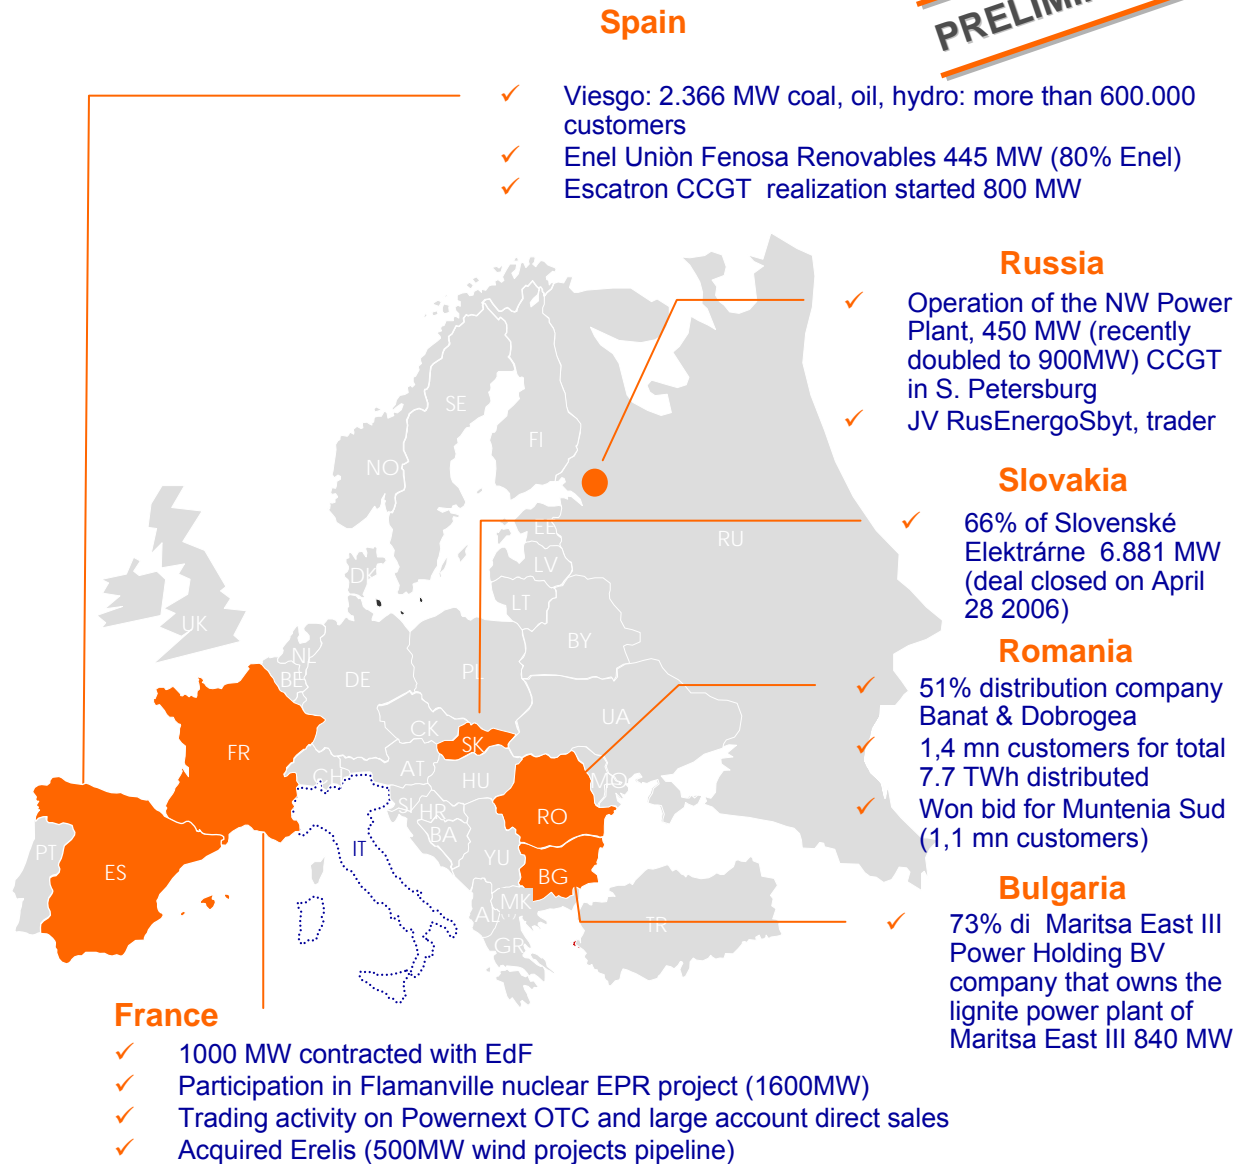 Spain
Viesgo: 2.366 MW coal, oil, hydro: more than 600.000
customers
Enel Uniòn Fenosa Renovables 445 MW (80% Enel)
Escatron CCGT realization started 800 MW
Russia
Operation of the NW Power
Plant, 450 MW (recently
doubled to 900MW) CCGT
in S. Petersburg
JV RusEnergoSbyt, trader
Slovakia
66% of Slovenské
Elektrárne 6.881 MW
(deal closed on April
28 2006)
Romania
51% distribution company
Banat & Dobrogea
1,4 mn customers for total
7.7 TWh distributed
Won bid for Muntenia Sud
(1,1 mn customers)
Bulgaria
73% di Maritsa East III
Power Holding BV
company that owns the
lignite power plant of
Maritsa East III 840 MW
SE
FI
NO
EE
RU
LV
DK
LT
UK
BY
NL
BE
DE
PL
UA
CK
FR
SK
CH
AT
HU
MO
SI
HR
RO
BA
IT
PT
YU
ES
BG
MK
AL
TR
GR
France
1000 MW contracted with EdF
Participation in Flamanville nuclear EPR project (1600MW)
Trading activity on Powernext OTC and large account direct sales
Acquired Erelis (500MW wind projects pipeline)